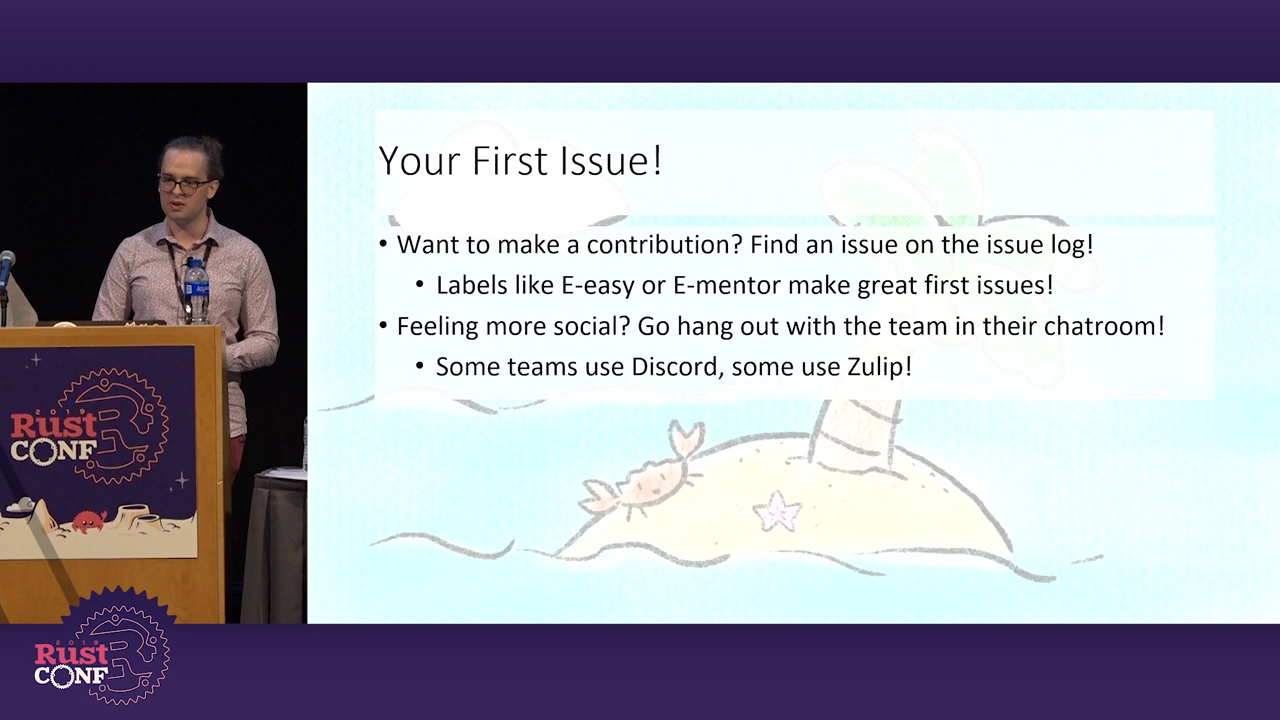 Your First Issue!
• Want to make a contribution? Find an issue on the issue log!
• Labels like E-easy or E-mentor make great first issues!
• Feeling more social? Go hang out with the team in their chatroom!
• Some teams use Discord, some use Zulip!
2019
RUST
CONF
2019
RUST
CONF